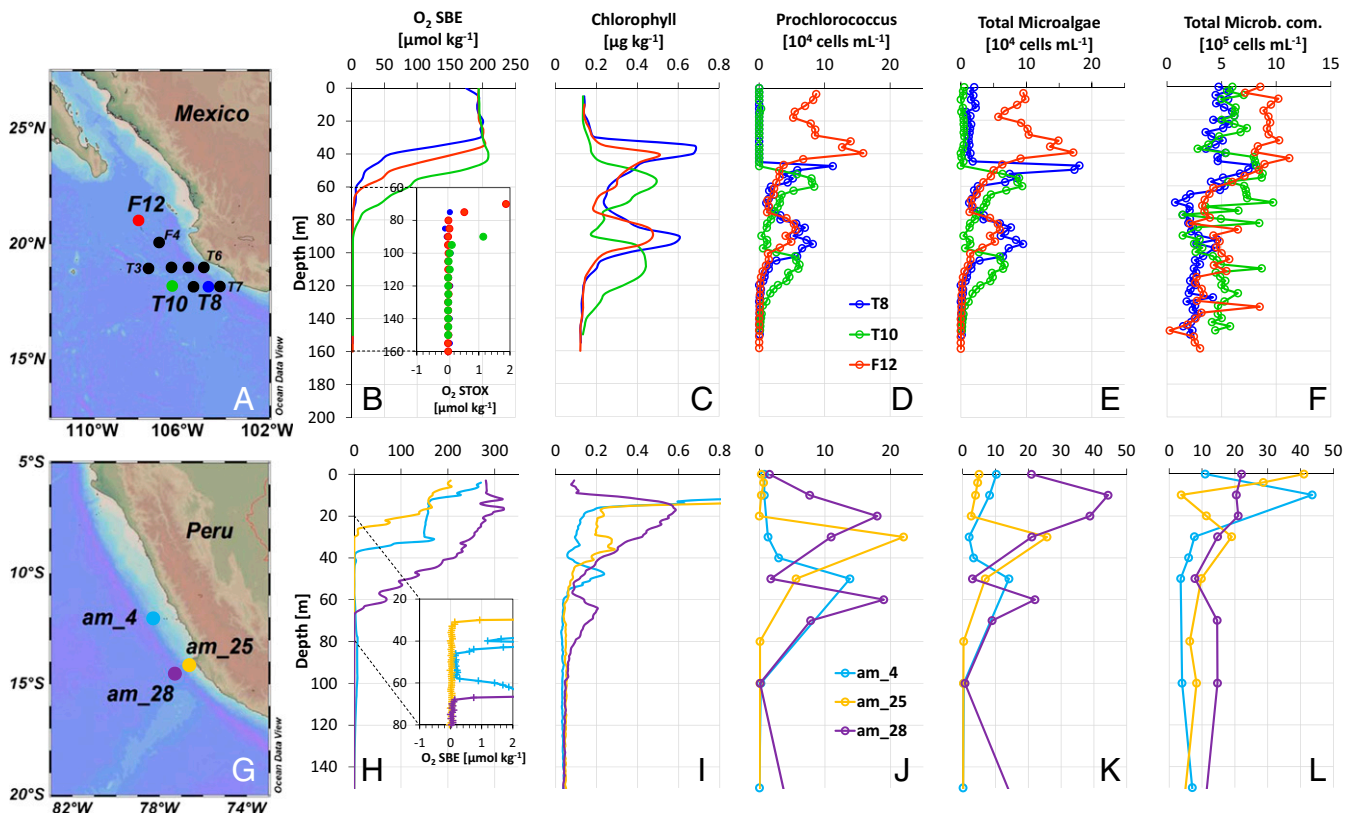 O₂ SBE
[µmol kg⁻¹]
Chlorophyll
[µg kg⁻¹]
Prochlorococcus
[10⁴ cells mL⁻¹]
Total Microalgae
[10⁴ cells mL⁻¹]
Total Microb. com.
[10⁵ cells mL⁻¹]
0 50 100 150 200 250
0 0.2 0.4 0.6 0.8
0 10 20
0 10 20
0 5 10 15
Mexico
25°N
20°N
15°N
F12
F4
T3
T6
T10
T8
T7
A
110°W 106°W 102°W
Ocean Data View
Depth [m]
0
20
40
60
80
100
120
140
160
180
200
60
80
100
120
140
160
-1 0 1 2
O₂ STOX
[µmol kg⁻¹]
B
C
T8
T10
F12
D
E
F
5°S
10°S
15°S
20°S
Peru
am_4
am_25
am_28
G
82°W 78°W 74°W
Ocean Data View
0 100 200 300
0 0.2 0.4 0.6 0.8
0 10 20
0 10 20 30 40 50
0 10 20 30 40 50
Depth [m]
0
20
40
60
80
100
120
140
20
40
60
80
-1 0 1 2
O₂ SBE [µmol kg⁻¹]
H
I
am_4
am_25
am_28
J
K
L